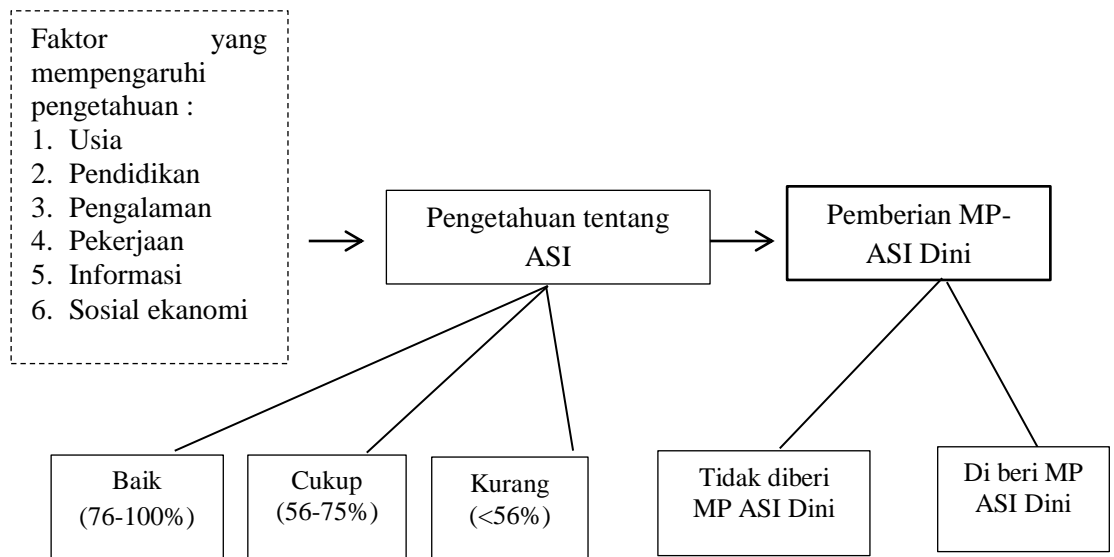 Faktor yang
mempengaruhi
pengetahuan :
1. Usia
2. Pendidikan
3. Pengalaman
4. Pekerjaan
5. Informasi
6. Sosial ekanomi
Pengetahuan tentang
ASI
Pemberian MP-
ASI Dini
Baik
(76-100%)
Cukup
(56-75%)
Kurang
(<56%)
Tidak diberi
MP ASI Dini
Di beri MP
ASI Dini